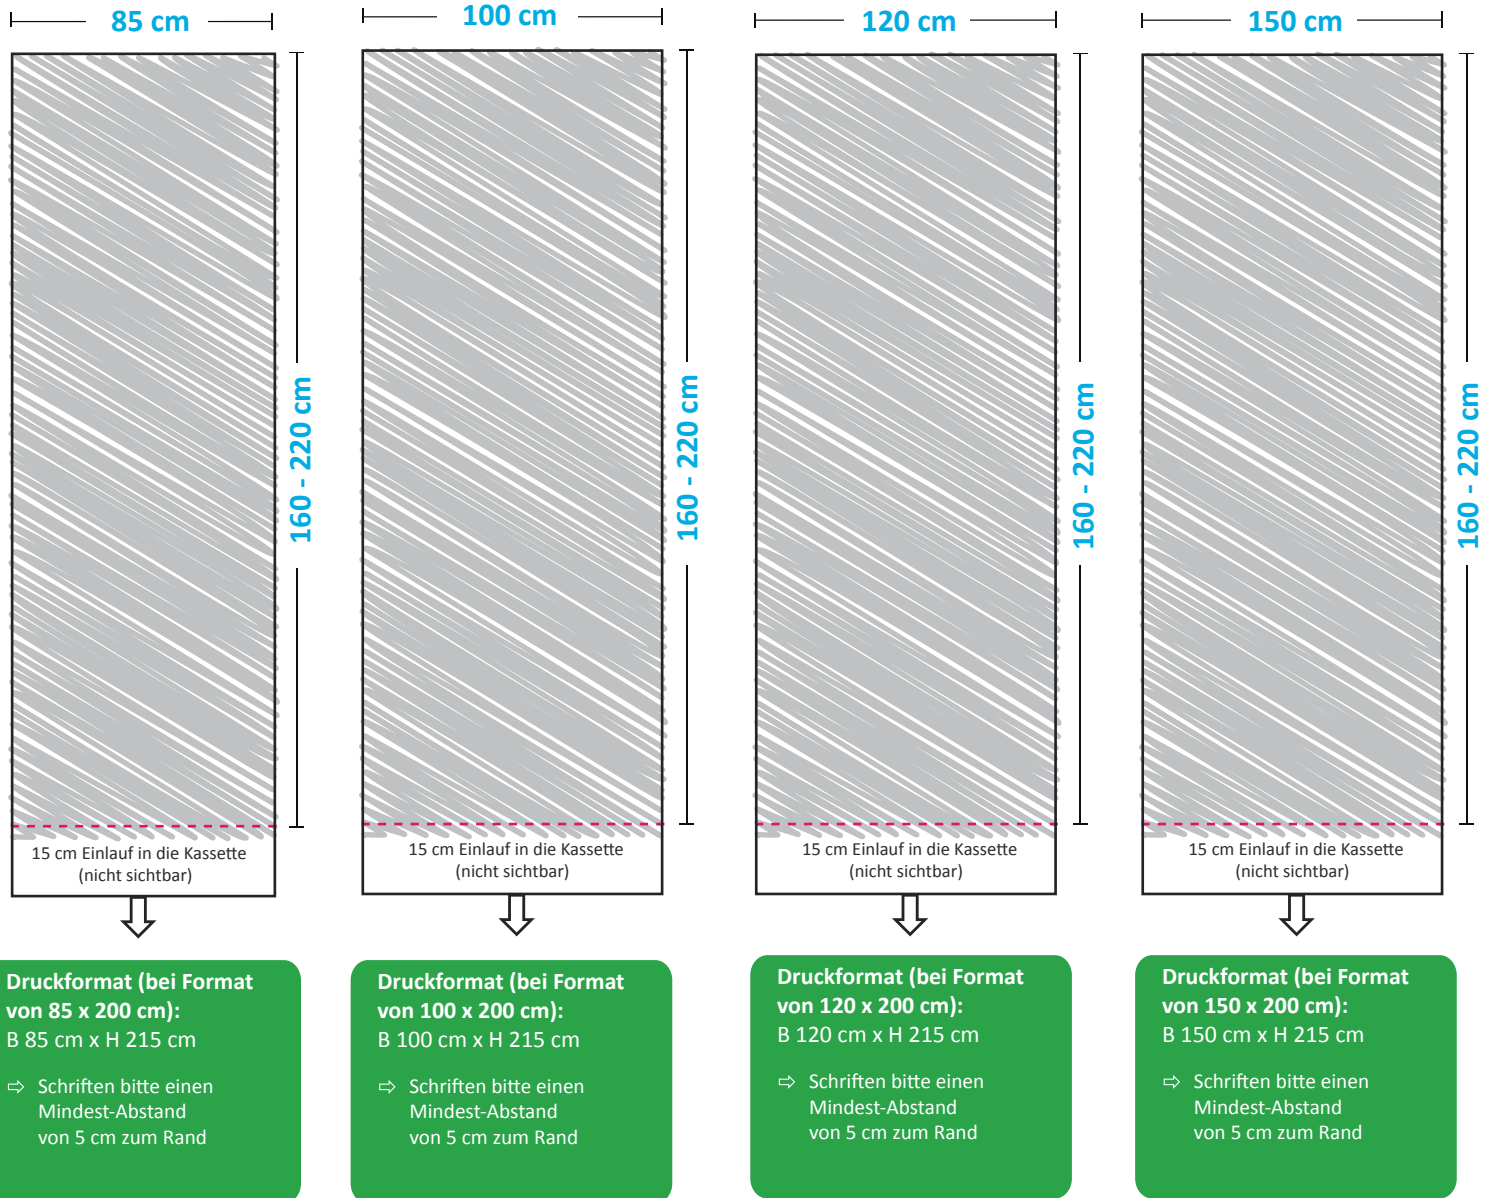 85 cm
100 cm
120 cm
150 cm
160 - 220 cm
160 - 220 cm
160 - 220 cm
160 - 220 cm
15 cm Einlauf in die Kassette
(nicht sichtbar)
15 cm Einlauf in die Kassette
(nicht sichtbar)
15 cm Einlauf in die Kassette
(nicht sichtbar)
15 cm Einlauf in die Kassette
(nicht sichtbar)
Druckformat (bei Format
von 85 x 200 cm):
B 85 cm x H 215 cm
⇨ Schriften bitte einen
Mindest-Abstand
von 5 cm zum Rand
Druckformat (bei Format
von 100 x 200 cm):
B 100 cm x H 215 cm
⇨ Schriften bitte einen
Mindest-Abstand
von 5 cm zum Rand
Druckformat (bei Format
von 120 x 200 cm):
B 120 cm x H 215 cm
⇨ Schriften bitte einen
Mindest-Abstand
von 5 cm zum Rand
Druckformat (bei Format
von 150 x 200 cm):
B 150 cm x H 215 cm
⇨ Schriften bitte einen
Mindest-Abstand
von 5 cm zum Rand